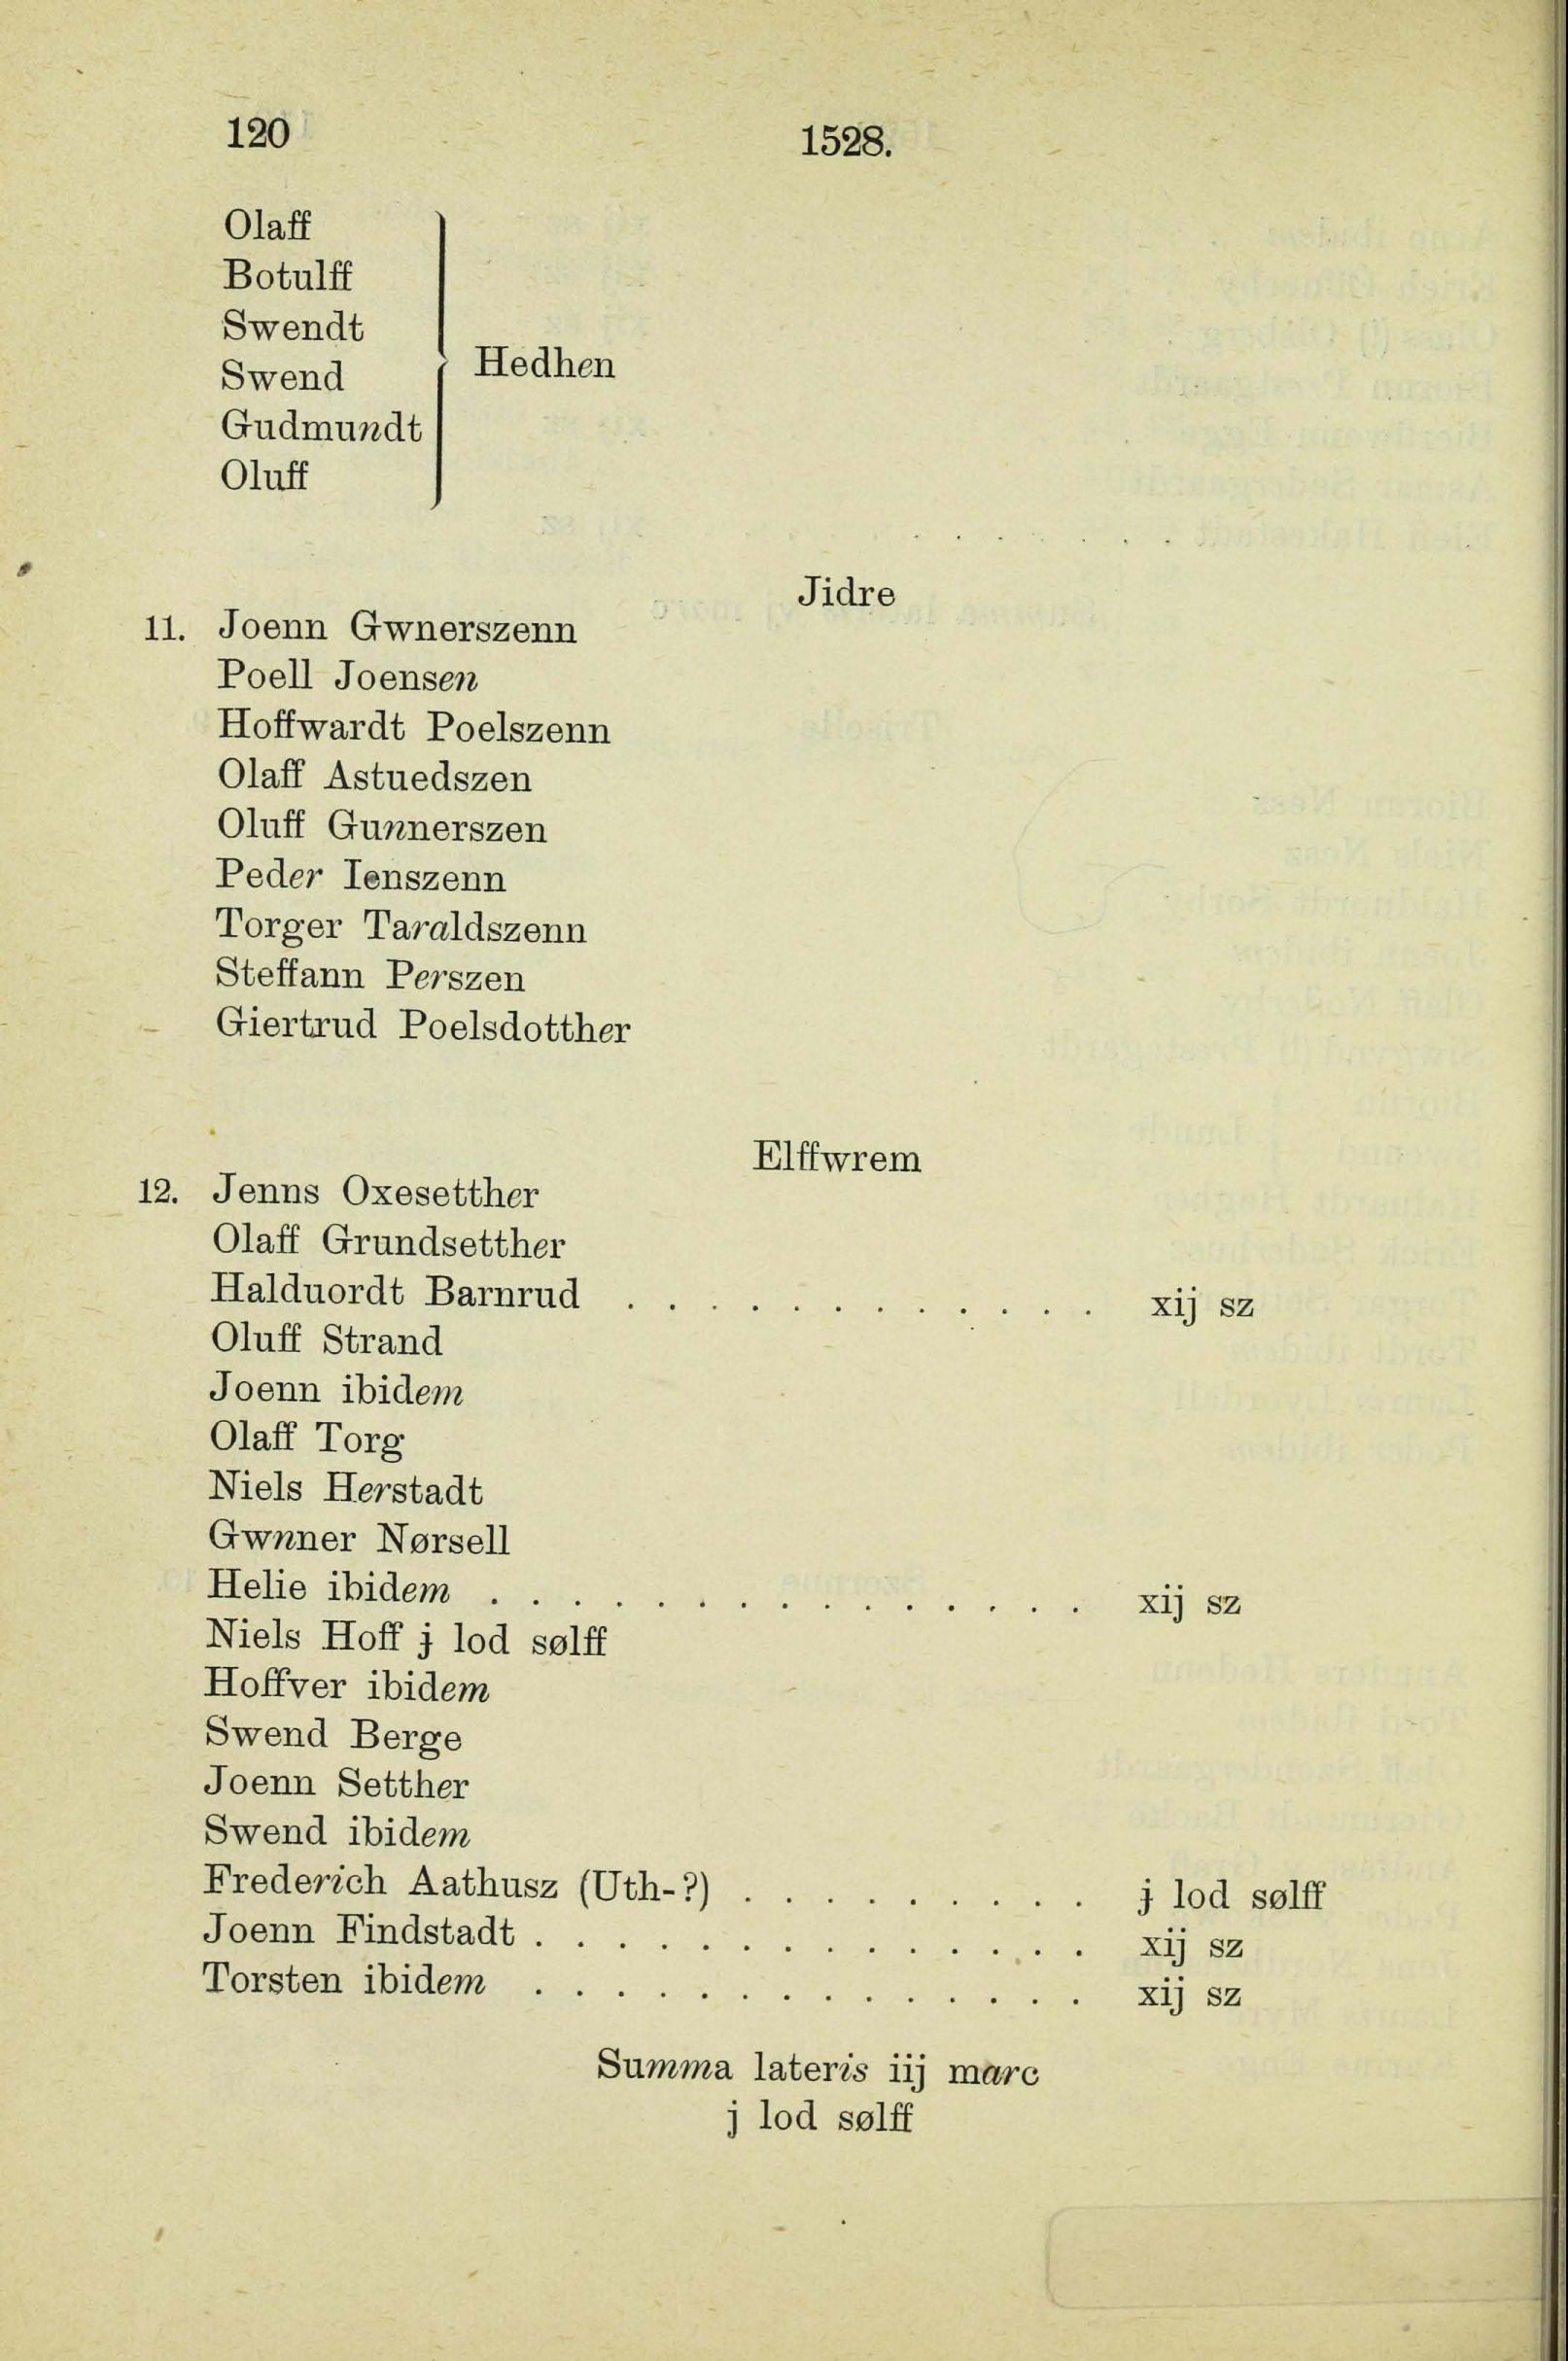 120
1528.
Olaff
Botulff
Swendt
Swend
Gudmundt
Oluff
Hedhen
Jidre
11. Joenn Gwnerszenn
Poell Joensen
Hoffwardt Poelszenn
Olaff Astuedszen
Oluff Gunnerszen
Peder Ienszenn
Torger Taraldszenn
Steffann Perszen
Giertrud Poelsdotther
Elffwrem
12. Jenns Oxesetther
Olaff Grundsetther
Halduordt Barnrud . . . . . . . . . . . . xij sz
Oluff Strand
Joenn ibidem
Olaff Torg
Niels Herstadt
Gwnner Nørsell
Helie ibidem . . . . . . . . . . . . . . . xij sz
Niels Hoff j lod sølff
Hoffver ibidem
Swend Berge
Joenn Setther
Swend ibidem
Frederich Aathusz (Uth-?) . . . . . . . . . j lod sølff
Joenn Findstadt . . . . . . . . . . . . . . xij sz
Torsten ibidem . . . . . . . . . . . . . . xij sz
Summa lateris iij marc
j lod sølff